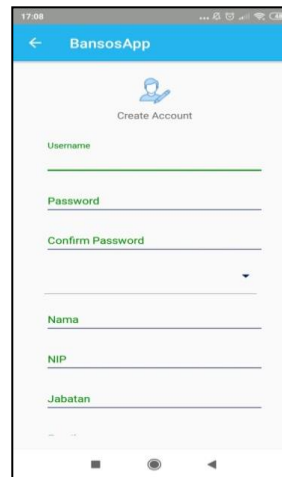 17:08
BansosApp
Create Account
Username
Password
Confirm Password
Nama
NIP
Jabatan